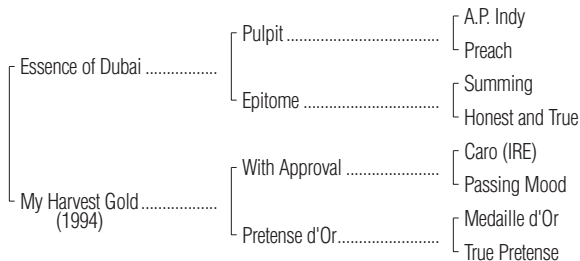 A.P. Indy
Pulpit ........................................
Preach
Essence of Dubai .................
Summing
Epitome ...................................
Honest and True
Caro (IRE)
With Approval ........................
Passing Mood
My Harvest Gold ..................
(1994)
Medaille d'Or
Pretense d'Or..........................
True Pretense